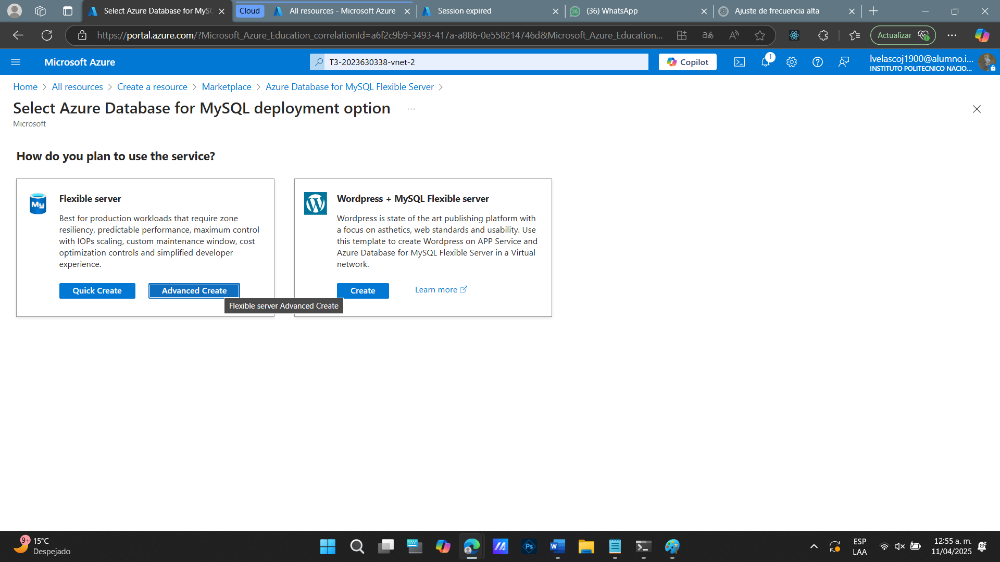 Select Azure Database for MySC
Cloud
All resources - Microsoft Azure
Session expired
36
(36) WhatsApp
Ajuste de frecuencia alta
https://portal.azure.com/?Microsoft_Azure_Education_correlationId=a6f2c9b9-3493-417a-a886-0e558214746d&Microsoft_Azure_Education...
Actualizar
Microsoft Azure
T3-2023630338-vnet-2
Copilot
1
lvelascoj1900@alumno.i...
INSTITUTO POLITECNICO NACIO...
Home > All resources > Create a resource > Marketplace > Azure Database for MySQL Flexible Server >
Select Azure Database for MySQL deployment option ...
Microsoft
How do you plan to use the service?
My
Flexible server
Best for production workloads that require zone
resiliency, predictable performance, maximum control
with IOPs scaling, custom maintenance window, cost
optimization controls and simplified developer
experience.
Quick Create
Advanced Create
Flexible server Advanced Create
Wordpress + MySQL Flexible server
Wordpress is state of the art publishing platform with
a focus on asthetics, web standards and usability. Use
this template to create Wordpress on APP Service and
Azure Database for MySQL Flexible Server in a Virtual
network.
Create
Learn more
9+
15°C
Despejado
Ps
W
ESP
LAA
12:55 a. m.
11/04/2025